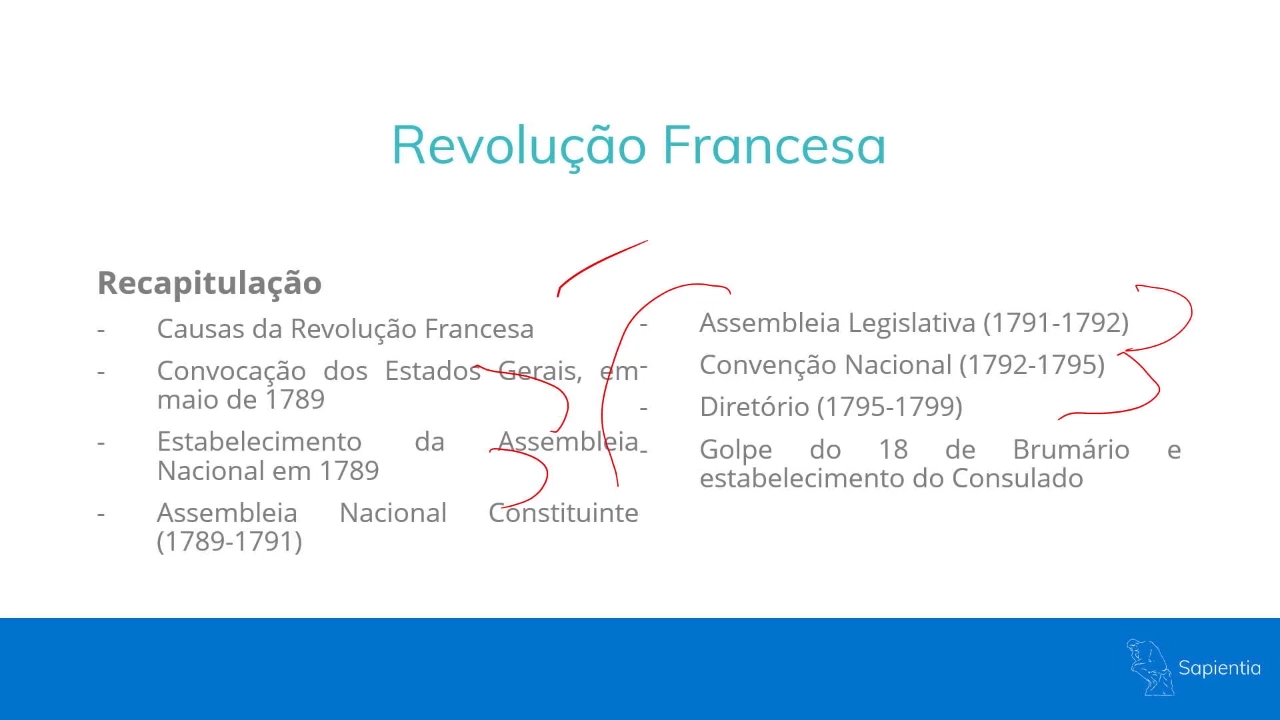 Revolução Francesa
Recapitulação
- Causas da Revolução Francesa
- Convocação dos Estados Gerais, em
maio de 1789
- Estabelecimento da Assembleia
Nacional em 1789
- Assembleia Nacional Constituinte
(1789-1791)
- Assembleia Legislativa (1791-1792)
- Convenção Nacional (1792-1795)
- Diretório (1795-1799)
- Golpe do 18 de Brumário e
estabelecimento do Consulado
Sapientia